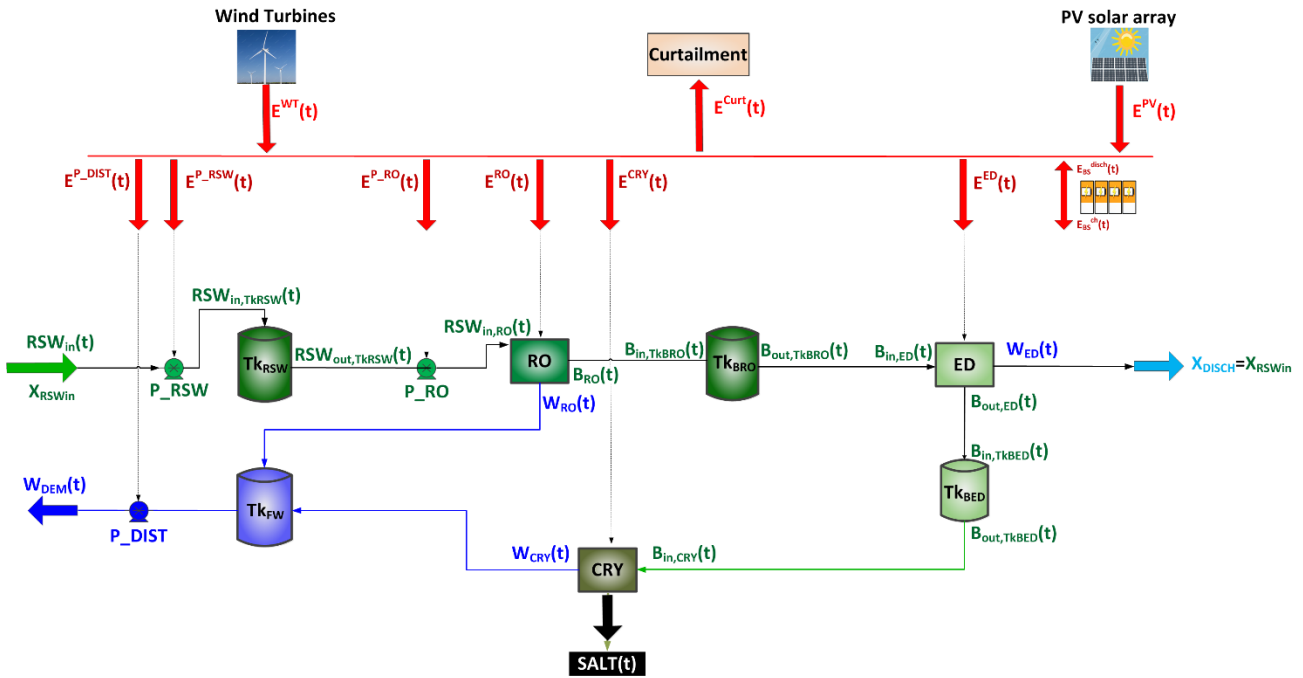 Wind Turbines
PV solar array
Curtailment
E^WT(t)
E^Curt(t)
E^PV(t)
E^P_DIST(t)
E^P_RSW(t)
E^P_RO(t)
E^RO(t)
E^CRY(t)
E^ED(t)
E_BS^disch(t)
E_BS^ch(t)
RSW_in,TkRSW(t)
RSW_in(t)
X_RSWin
P_RSW
Tk_RSW
RSW_out,TkRSW(t)
P_RO
RSW_in,RO(t)
RO
B_RO(t)
B_in,TkBRO(t)
Tk_BRO
B_out,TkBRO(t)
B_in,ED(t)
ED
W_ED(t)
X_DISCH=X_RSWin
W_RO(t)
B_out,ED(t)
B_in,TkBED(t)
Tk_BED
B_out,TkBED(t)
W_DEM(t)
P_DIST
Tk_FW
W_CRY(t)
CRY
B_in,CRY(t)
SALT(t)